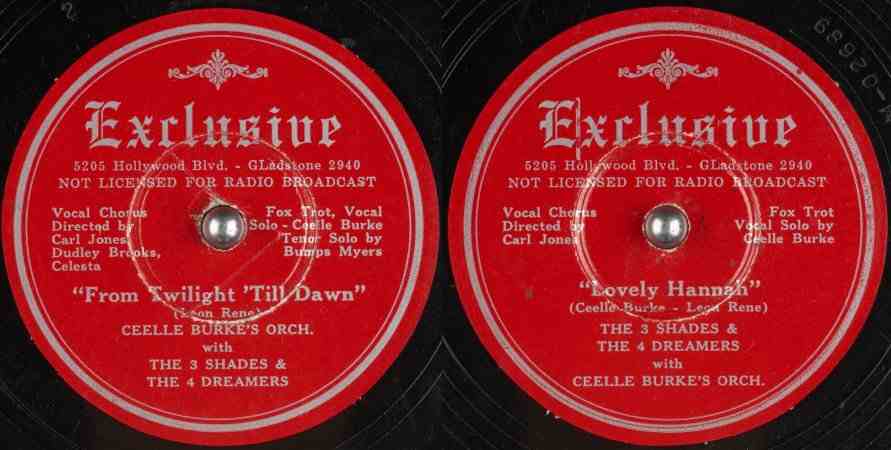 Exclusive
5205 Hollywood Blvd. - GLadstone 2940
NOT LICENSED FOR RADIO BROADCAST
Vocal Chorus
Directed by
Carl Jones,
Dudley Brooks,
Celesta
Fox Trot, Vocal
Solo - Ceelle Burke
Tenor Solo by
Bumps Myers
"From Twilight 'Till Dawn"
(Leon Rene)
CEELLE BURKE'S ORCH.
with
THE 3 SHADES &
THE 4 DREAMERS
Exclusive
5205 Hollywood Blvd. - GLadstone 2940
NOT LICENSED FOR RADIO BROADCAST
Vocal Chorus
Directed by
Carl Jones
Fox Trot
Vocal Solo by
Ceelle Burke
"Lovely Hannah"
(Ceelle Burke - Leon Rene)
THE 3 SHADES &
THE 4 DREAMERS
with
CEELLE BURKE'S ORCH.